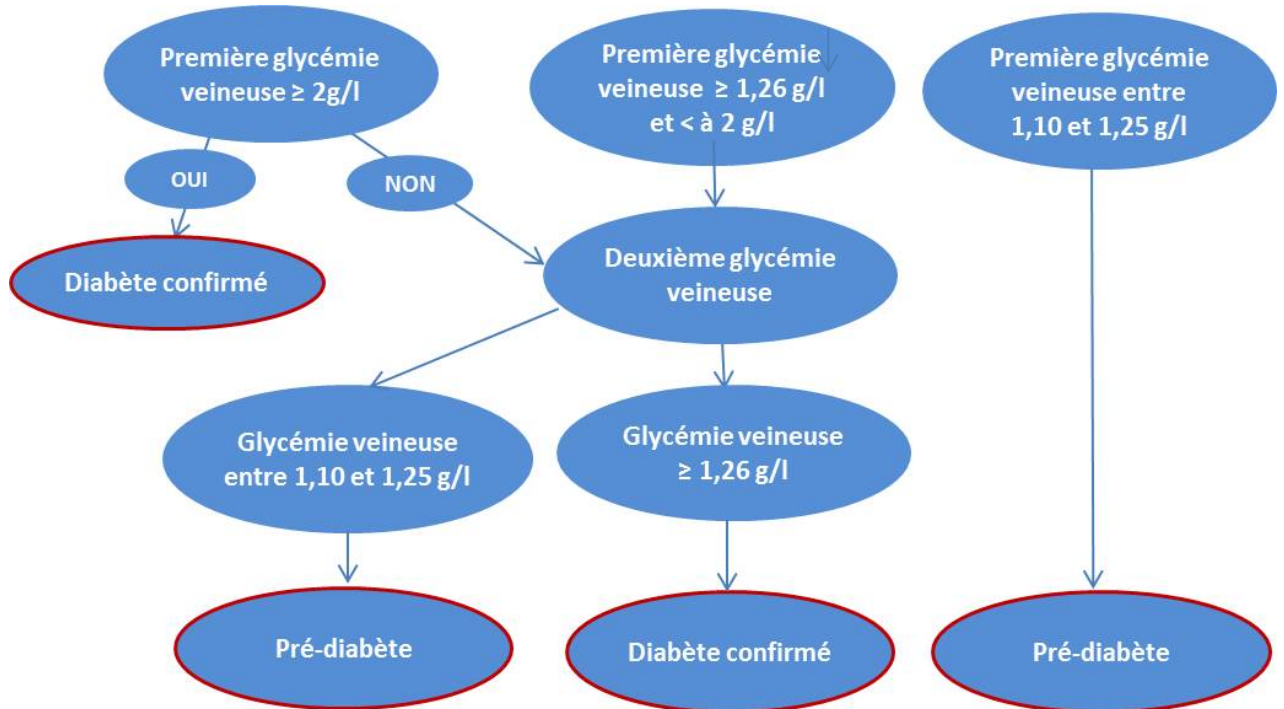 Première glycémie
veineuse ≥ 2g/l
Première glycémie
veineuse ≥ 1,26 g/l
et < à 2 g/l
Première glycémie
veineuse entre
1,10 et 1,25 g/l
OUI
NON
Diabète confirmé
Deuxième glycémie
veineuse
Glycémie veineuse
entre 1,10 et 1,25 g/l
Glycémie veineuse
≥ 1,26 g/l
Pré-diabète
Diabète confirmé
Pré-diabète